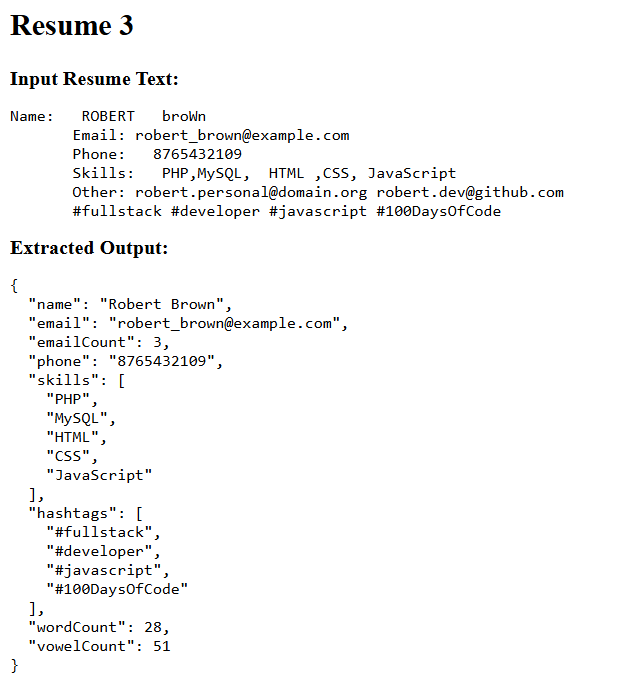 Resume 3
Input Resume Text:
Name:   ROBERT   broWn
       Email: robert_brown@example.com
       Phone:   8765432109
       Skills:   PHP,MySQL,  HTML ,CSS, JavaScript
       Other: robert.personal@domain.org robert.dev@github.com
       #fullstack #developer #javascript #100DaysOfCode
Extracted Output:
{
  "name": "Robert Brown",
  "email": "robert_brown@example.com",
  "emailCount": 3,
  "phone": "8765432109",
  "skills": [
    "PHP",
    "MySQL",
    "HTML",
    "CSS",
    "JavaScript"
  ],
  "hashtags": [
    "#fullstack",
    "#developer",
    "#javascript",
    "#100DaysOfCode"
  ],
  "wordCount": 28,
  "vowelCount": 51
}